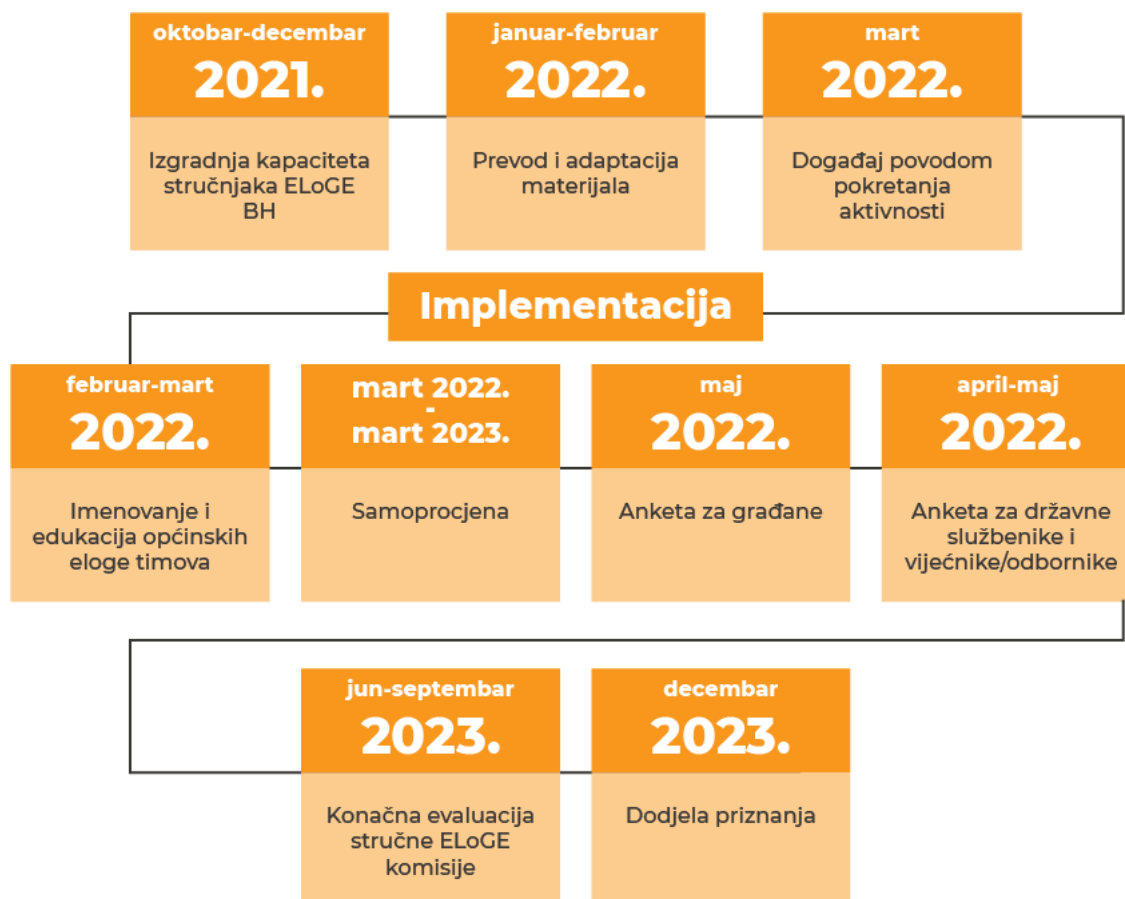 oktobar-decembar
2021.
Izgradnja kapaciteta
stručnjaka ELoGE
BH
januar-februar
2022.
Prevod i adaptacija
materijala
mart
2022.
Događaj povodom
pokretanja
aktivnosti
Implementacija
februar-mart
2022.
Imenovanje i
edukacija općinskih
eloge timova
mart 2022.
-
mart 2023.
Samoprocjena
maj
2022.
Anketa za građane
april-maj
2022.
Anketa za državne
službenike i
vijećnike/odbornike
jun-septembar
2023.
Konačna evaluacija
stručne ELoGE
komisije
decembar
2023.
Dodjela priznanja